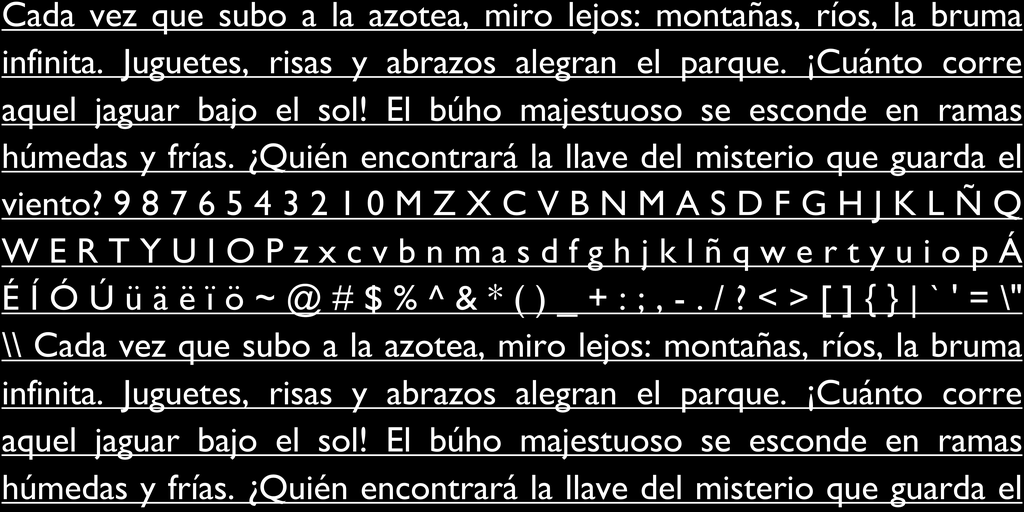 Cada vez que subo a la azotea, miro lejos: montañas, ríos, la bruma
infinita. Juguetes, risas y abrazos alegran el parque. ¡Cuánto corre
aquel jaguar bajo el sol! El búho majestuoso se esconde en ramas
húmedas y frías. ¿Quién encontrará la llave del misterio que guarda el
viento? 9 8 7 6 5 4 3 2 1 0 M Z X C V B N M A S D F G H J K L Ñ Q
W E R T Y U I O P z x c v b n m a s d f g h j k l ñ q w e r t y u i o p Á
É Í Ó Ú ü ä ë ï ö ~ @ # $ % ^ & * ( ) _ + : ; , - . / ? < > [ ] { } | ` ' = \"
\\ Cada vez que subo a la azotea, miro lejos: montañas, ríos, la bruma
infinita. Juguetes, risas y abrazos alegran el parque. ¡Cuánto corre
aquel jaguar bajo el sol! El búho majestuoso se esconde en ramas
húmedas y frías. ¿Quién encontrará la llave del misterio que guarda el